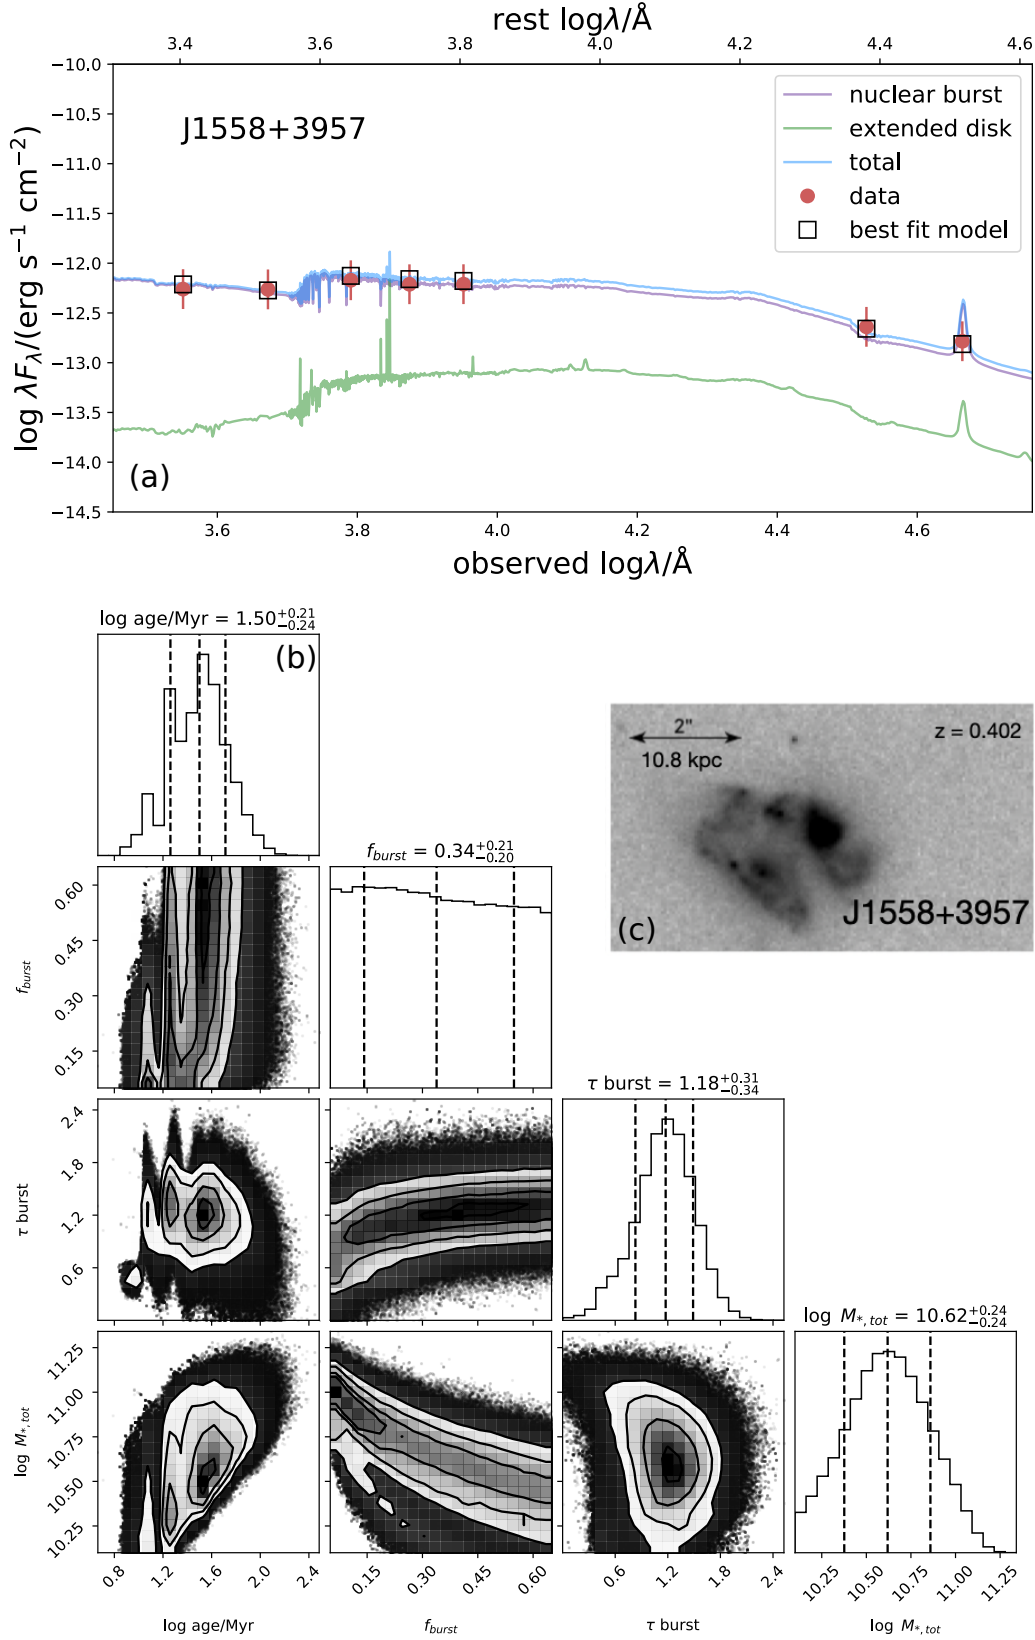 rest logλ/Å
3.4 3.6 3.8 4.0 4.2 4.4 4.6
log λF_λ/(erg s⁻¹ cm⁻²)
−10.0
−10.5
−11.0
−11.5
−12.0
−12.5
−13.0
−13.5
−14.0
−14.5
J1558+3957
nuclear burst
extended disk
total
data
best fit model
(a)
3.6 3.8 4.0 4.2 4.4 4.6
observed logλ/Å
log age/Myr = 1.50 +0.21 −0.24
(b)
2"
10.8 kpc
z = 0.402
J1558+3957
(c)
f_burst = 0.34 +0.21 −0.20
f_burst
0.60
0.45
0.30
0.15
τ burst = 1.18 +0.31 −0.34
τ burst
2.4
1.8
1.2
0.6
log M_*,tot = 10.62 +0.24 −0.24
log M_*,tot
11.25
11.00
10.75
10.50
10.25
0.8 1.6 2.4 0.15 0.30 0.45 0.60 0.6 1.2 1.8 2.4 10.25 10.50 10.75 11.00 11.25
log age/Myr f_burst τ burst log M_*,tot